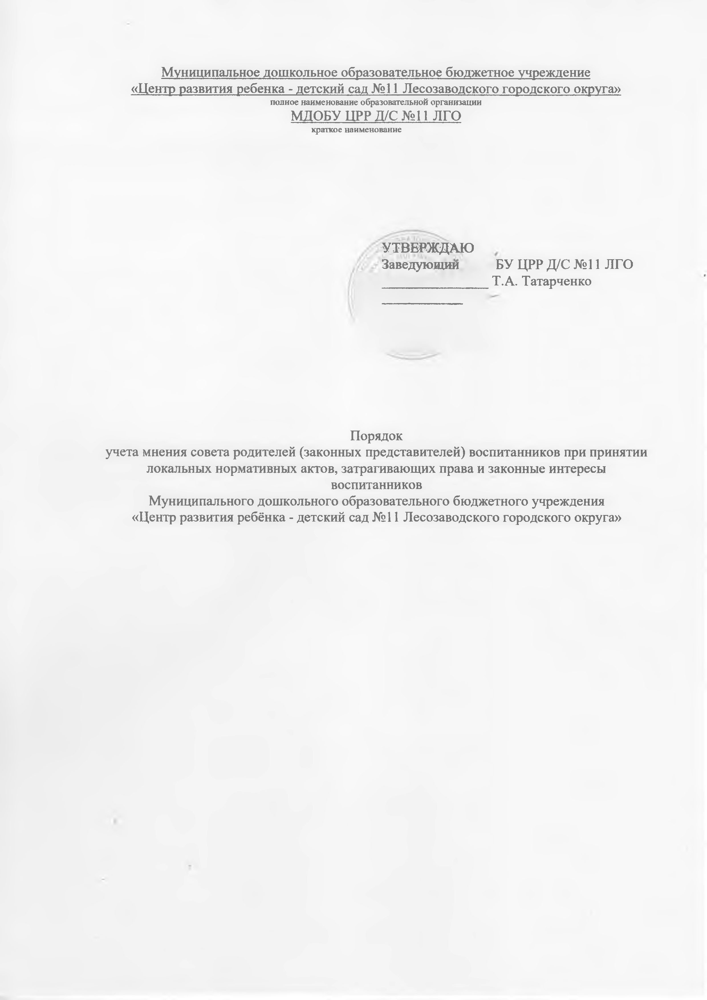 Муниципальное дошкольное образовательное бюджетное учреждение
«Центр развития ребенка - детский сад №11 Лесозаводского городского округа»
полное наименование образовательной организации
МДОБУ ЦРР Д/С №11 ЛГО
краткое наименование
УТВЕРЖДАЮ
Заведующий БУ ЦРР Д/С №11 ЛГО
Т.А. Татарченко
Порядок
учета мнения совета родителей (законных представителей) воспитанников при принятии
локальных нормативных актов, затрагивающих права и законные интересы
воспитанников
Муниципального дошкольного образовательного бюджетного учреждения
«Центр развития ребёнка - детский сад №11 Лесозаводского городского округа»